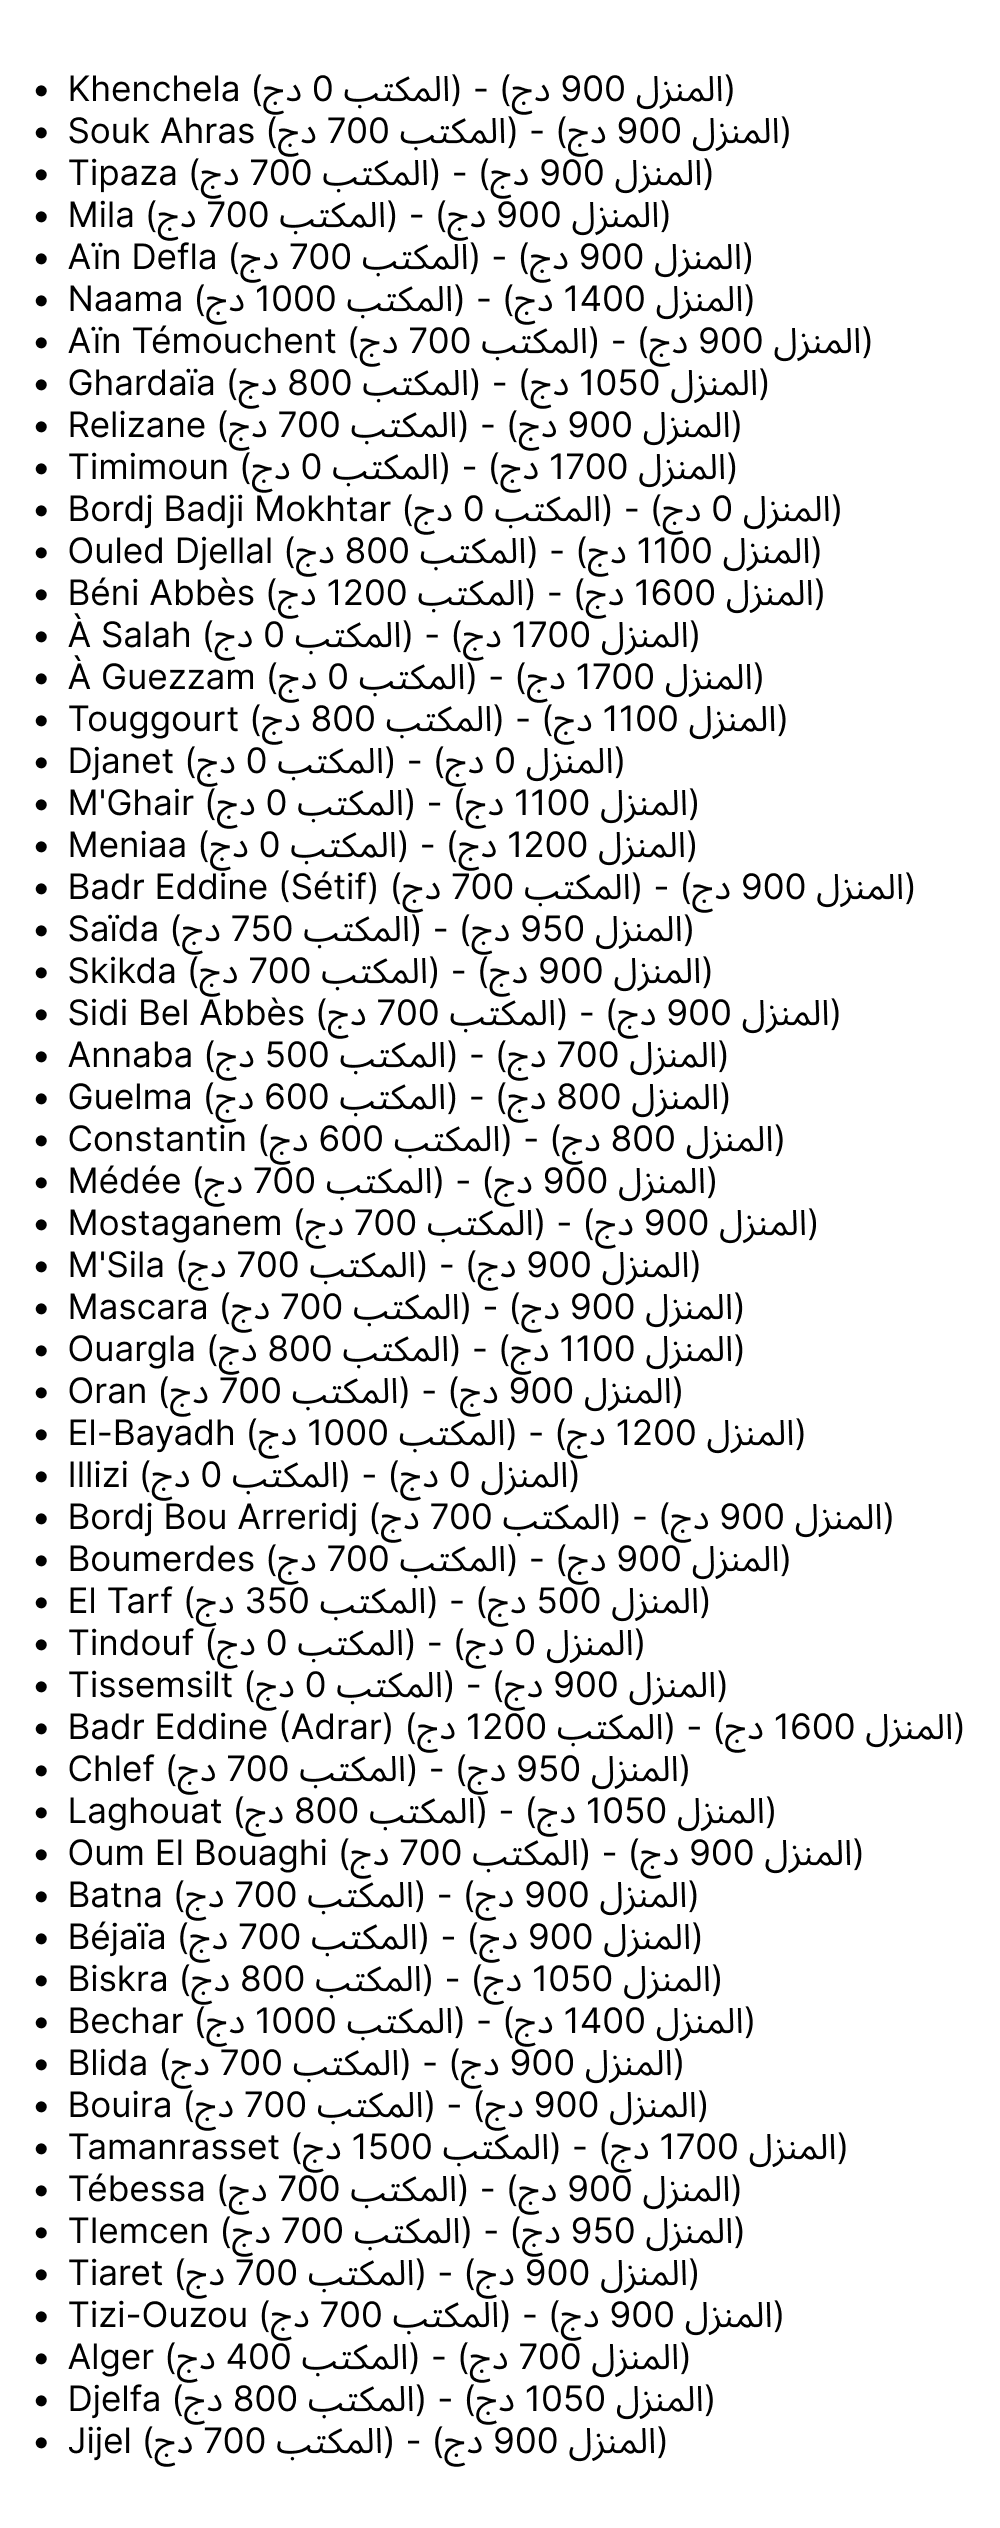 • Khenchela (المكتب 0 دج) - (المنزل 900 دج)
• Souk Ahras (المكتب 700 دج) - (المنزل 900 دج)
• Tipaza (المكتب 700 دج) - (المنزل 900 دج)
• Mila (المكتب 700 دج) - (المنزل 900 دج)
• Aïn Defla (المكتب 700 دج) - (المنزل 900 دج)
• Naama (المكتب 1000 دج) - (المنزل 1400 دج)
• Aïn Témouchent (المكتب 700 دج) - (المنزل 900 دج)
• Ghardaïa (المكتب 800 دج) - (المنزل 1050 دج)
• Relizane (المكتب 700 دج) - (المنزل 900 دج)
• Timimoun (المكتب 0 دج) - (المنزل 1700 دج)
• Bordj Badji Mokhtar (المكتب 0 دج) - (المنزل 0 دج)
• Ouled Djellal (المكتب 800 دج) - (المنزل 1100 دج)
• Béni Abbès (المكتب 1200 دج) - (المنزل 1600 دج)
• À Salah (المكتب 0 دج) - (المنزل 1700 دج)
• À Guezzam (المكتب 0 دج) - (المنزل 1700 دج)
• Touggourt (المكتب 800 دج) - (المنزل 1100 دج)
• Djanet (المكتب 0 دج) - (المنزل 0 دج)
• M'Ghair (المكتب 0 دج) - (المنزل 1100 دج)
• Meniaa (المكتب 0 دج) - (المنزل 1200 دج)
• Badr Eddine (Sétif) (المكتب 700 دج) - (المنزل 900 دج)
• Saïda (المكتب 750 دج) - (المنزل 950 دج)
• Skikda (المكتب 700 دج) - (المنزل 900 دج)
• Sidi Bel Abbès (المكتب 700 دج) - (المنزل 900 دج)
• Annaba (المكتب 500 دج) - (المنزل 700 دج)
• Guelma (المكتب 600 دج) - (المنزل 800 دج)
• Constantin (المكتب 600 دج) - (المنزل 800 دج)
• Médée (المكتب 700 دج) - (المنزل 900 دج)
• Mostaganem (المكتب 700 دج) - (المنزل 900 دج)
• M'Sila (المكتب 700 دج) - (المنزل 900 دج)
• Mascara (المكتب 700 دج) - (المنزل 900 دج)
• Ouargla (المكتب 800 دج) - (المنزل 1100 دج)
• Oran (المكتب 700 دج) - (المنزل 900 دج)
• El-Bayadh (المكتب 1000 دج) - (المنزل 1200 دج)
• Illizi (المكتب 0 دج) - (المنزل 0 دج)
• Bordj Bou Arreridj (المكتب 700 دج) - (المنزل 900 دج)
• Boumerdes (المكتب 700 دج) - (المنزل 900 دج)
• El Tarf (المكتب 350 دج) - (المنزل 500 دج)
• Tindouf (المكتب 0 دج) - (المنزل 0 دج)
• Tissemsilt (المكتب 0 دج) - (المنزل 900 دج)
• Badr Eddine (Adrar) (المكتب 1200 دج) - (المنزل 1600 دج)
• Chlef (المكتب 700 دج) - (المنزل 950 دج)
• Laghouat (المكتب 800 دج) - (المنزل 1050 دج)
• Oum El Bouaghi (المكتب 700 دج) - (المنزل 900 دج)
• Batna (المكتب 700 دج) - (المنزل 900 دج)
• Béjaïa (المكتب 700 دج) - (المنزل 900 دج)
• Biskra (المكتب 800 دج) - (المنزل 1050 دج)
• Bechar (المكتب 1000 دج) - (المنزل 1400 دج)
• Blida (المكتب 700 دج) - (المنزل 900 دج)
• Bouira (المكتب 700 دج) - (المنزل 900 دج)
• Tamanrasset (المكتب 1500 دج) - (المنزل 1700 دج)
• Tébessa (المكتب 700 دج) - (المنزل 900 دج)
• Tlemcen (المكتب 700 دج) - (المنزل 950 دج)
• Tiaret (المكتب 700 دج) - (المنزل 900 دج)
• Tizi-Ouzou (المكتب 700 دج) - (المنزل 900 دج)
• Alger (المكتب 400 دج) - (المنزل 700 دج)
• Djelfa (المكتب 800 دج) - (المنزل 1050 دج)
• Jijel (المكتب 700 دج) - (المنزل 900 دج)